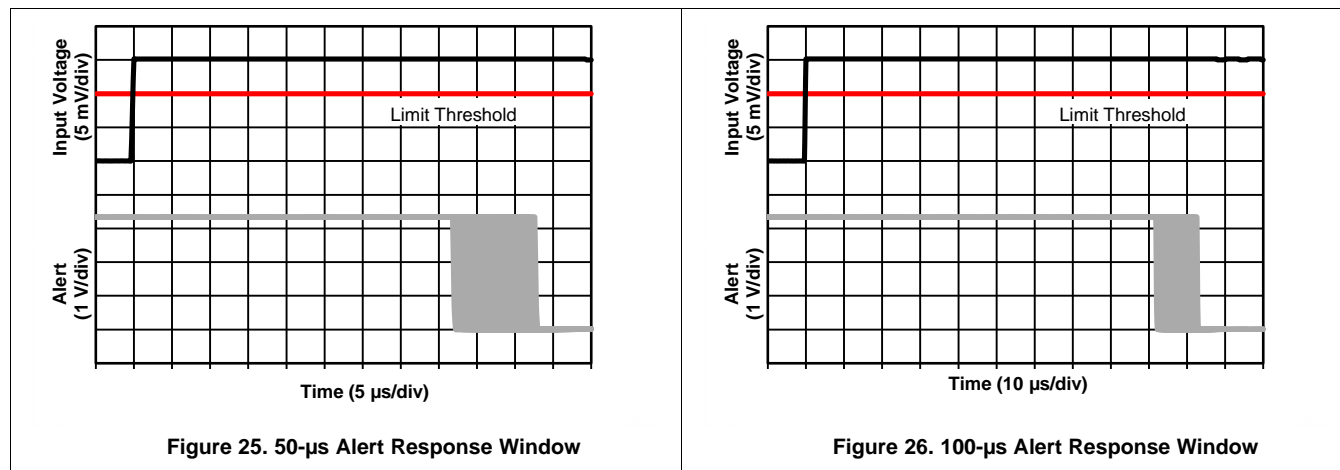 Input Voltage
(5 mV/div)
Limit Threshold
Alert
(1 V/div)
Time (5 µs/div)
Figure 25. 50-µs Alert Response Window
Input Voltage
(5 mV/div)
Limit Threshold
Alert
(1 V/div)
Time (10 µs/div)
Figure 26. 100-µs Alert Response Window